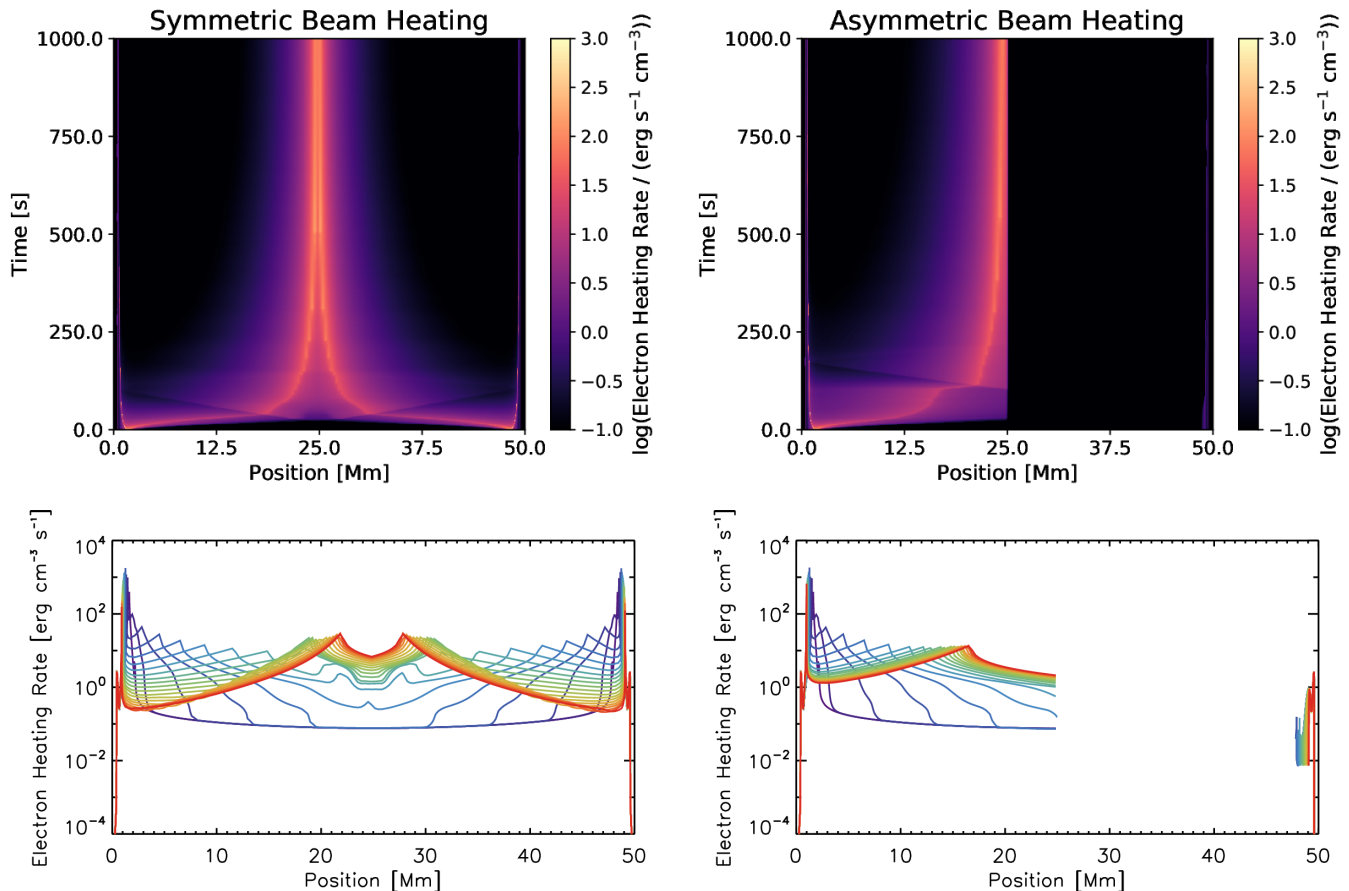 Symmetric Beam Heating
1000.0
750.0
500.0
250.0
0.0
Time [s]
0.0 12.5 25.0 37.5 50.0
Position [Mm]
3.0
2.5
2.0
1.5
1.0
0.5
0.0
−0.5
−1.0
log(Electron Heating Rate / (erg s⁻¹ cm⁻³))
Asymmetric Beam Heating
1000.0
750.0
500.0
250.0
0.0
Time [s]
0.0 12.5 25.0 37.5 50.0
Position [Mm]
3.0
2.5
2.0
1.5
1.0
0.5
0.0
−0.5
−1.0
log(Electron Heating Rate / (erg s⁻¹ cm⁻³))
Electron Heating Rate [erg cm⁻³ s⁻¹]
10⁴
10²
10⁰
10⁻²
10⁻⁴
0 10 20 30 40 50
Position [Mm]
Electron Heating Rate [erg cm⁻³ s⁻¹]
10⁴
10²
10⁰
10⁻²
10⁻⁴
0 10 20 30 40 50
Position [Mm]